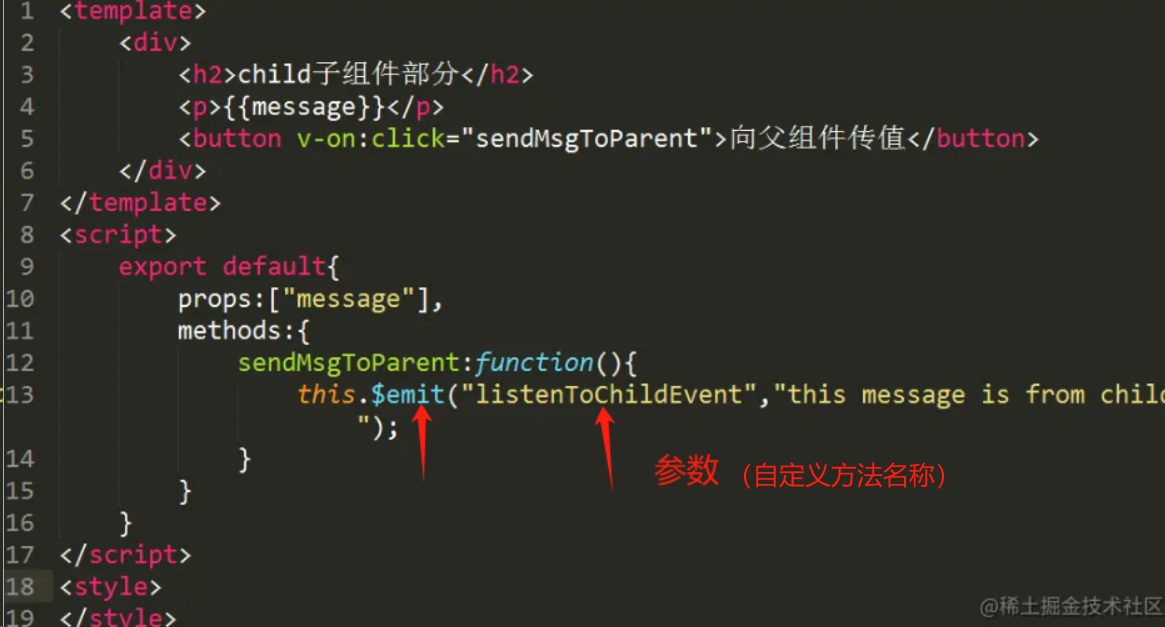 1 <template>
2 <div>
3 <h2>child子组件部分</h2>
4 <p>{{message}}</p>
5 <button v-on:click="sendMsgToParent">向父组件传值</button>
6 </div>
7 </template>
8 <script>
9 export default{
10 props:["message"],
11 methods:{
12 sendMsgToParent:function(){
13 this.$emit("listenToChildEvent","this message is from child
");
参数 （自定义方法名称）
14 }
15 }
16 }
17 </script>
18 <style>
19 </style>
@稀土掘金技术社区